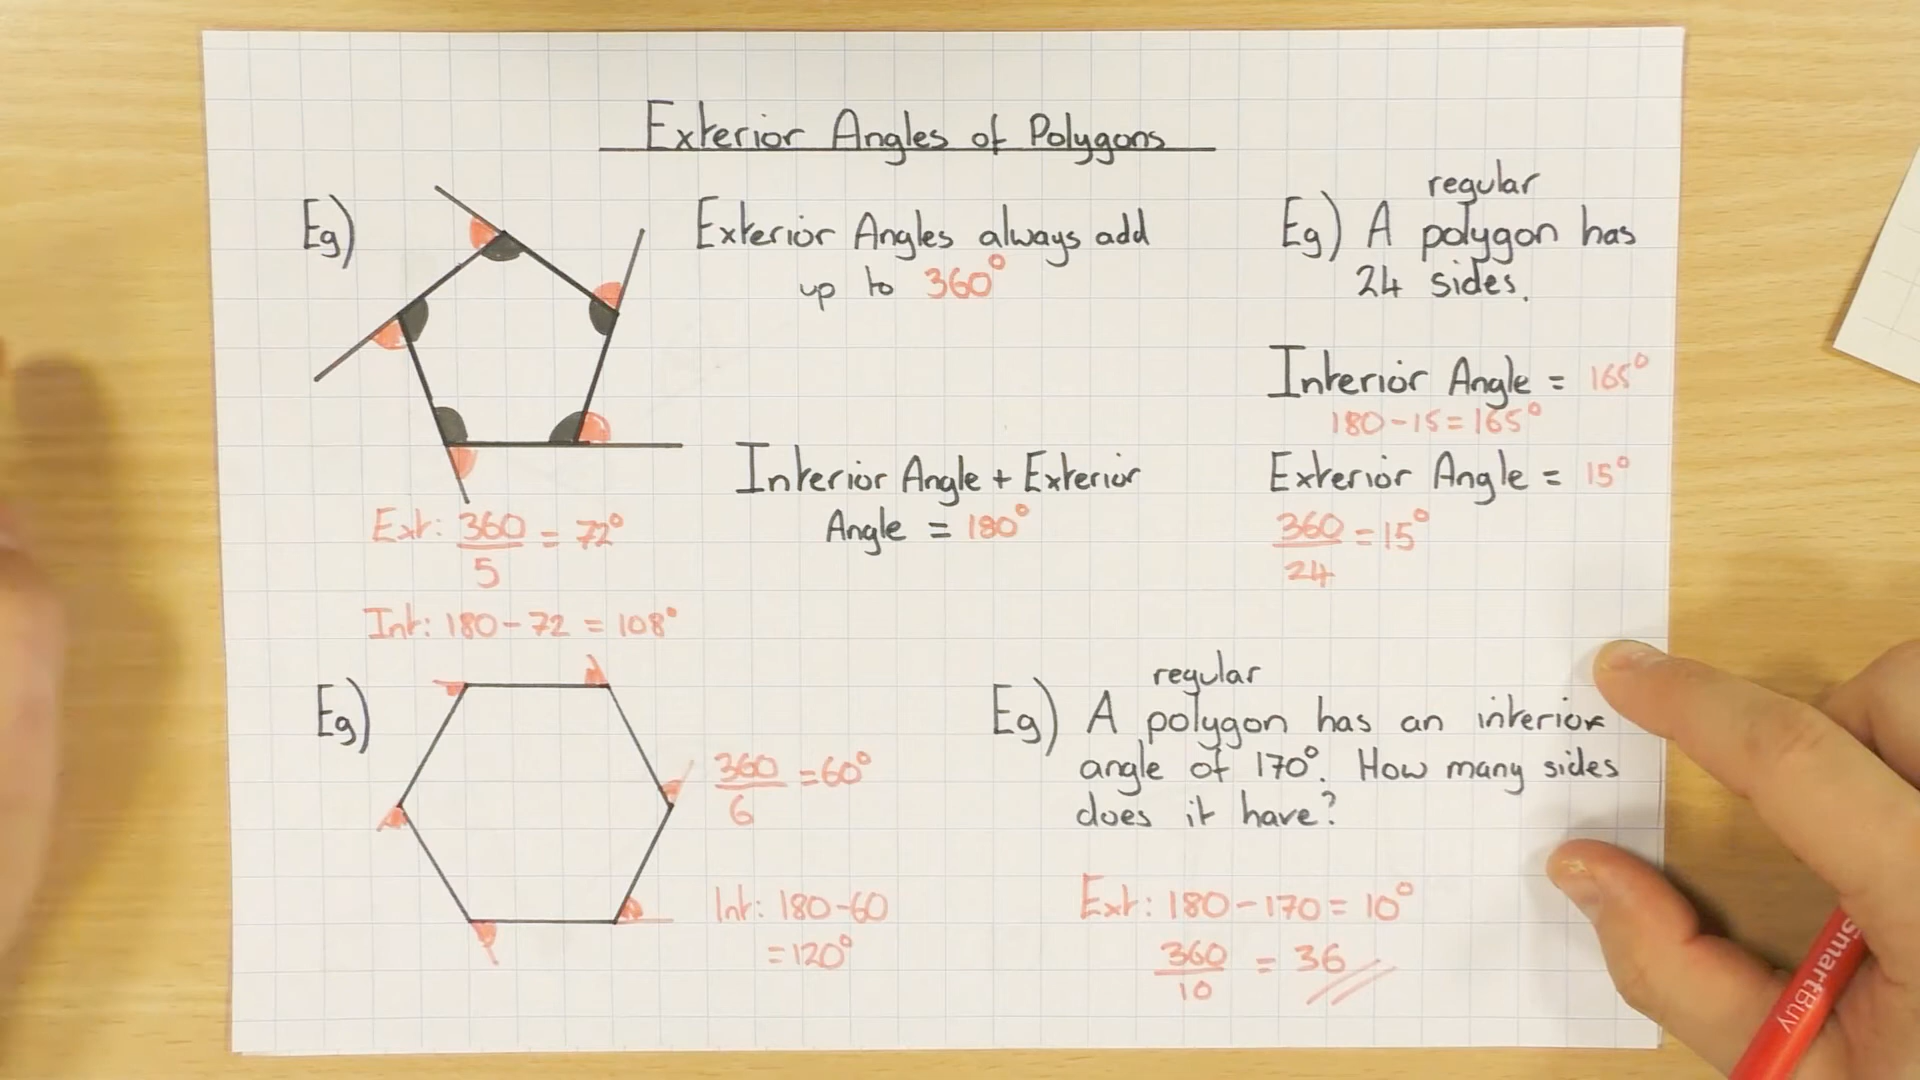 Exterior Angles of Polygons
Eg)
Exterior Angles always add
up to 360°
Interior Angle + Exterior
Angle = 180°
Ext: 360/5 = 72°
Int: 180 - 72 = 108°
regular
Eg) A polygon has
24 sides.
Interior Angle = 165°
180 - 15 = 165°
Exterior Angle = 15°
360/24 = 15°
Eg)
360/6 = 60°
Int: 180 - 60
= 120°
regular
Eg) A polygon has an interior
angle of 170°. How many sides
does it have?
Ext: 180 - 170 = 10°
360/10 = 36
SmartBuy